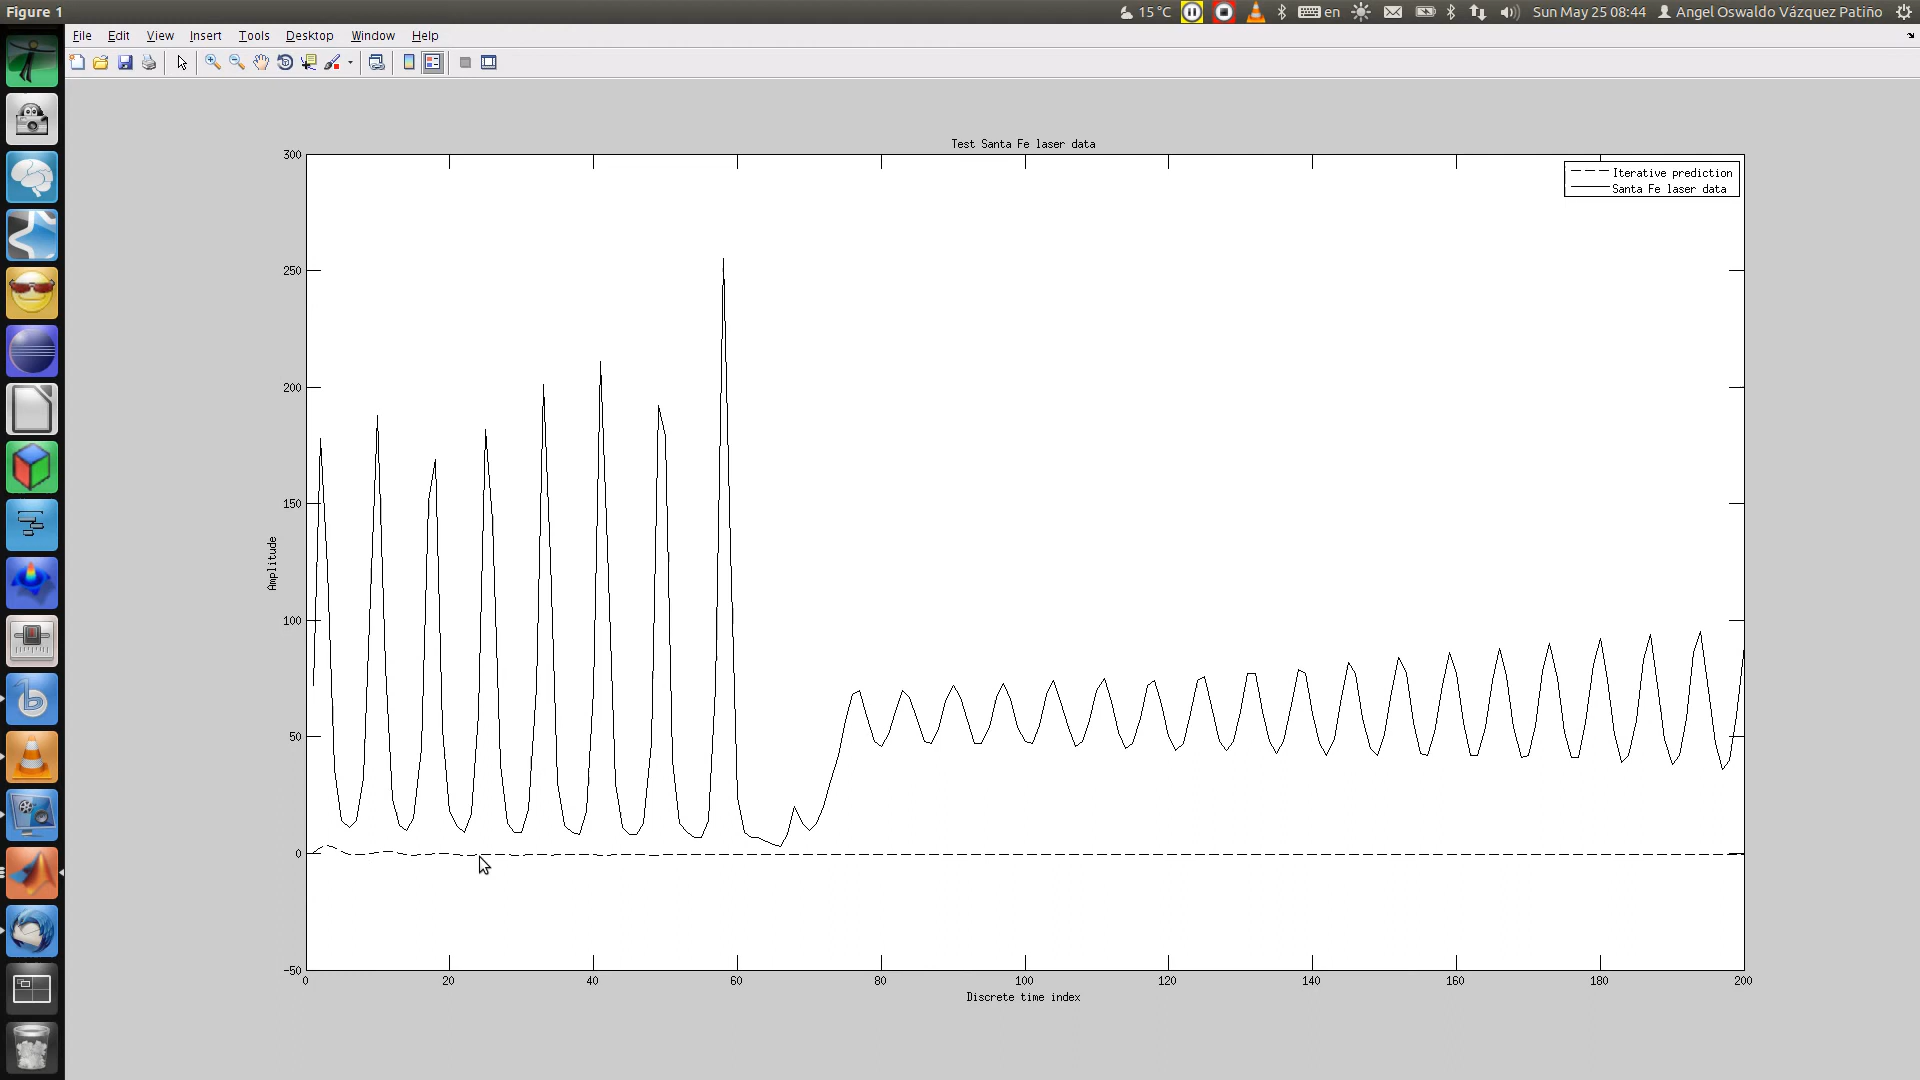 Figure 1
15 °C
en
Sun May 25 08:44
Angel Oswaldo Vázquez Patiño
File Edit View Insert Tools Desktop Window Help
Test Santa Fe laser data
Iterative prediction
Santa Fe laser data
300
250
200
150
100
50
0
-50
Amplitude
0 20 40 60 80 100 120 140 160 180 200
Discrete time index